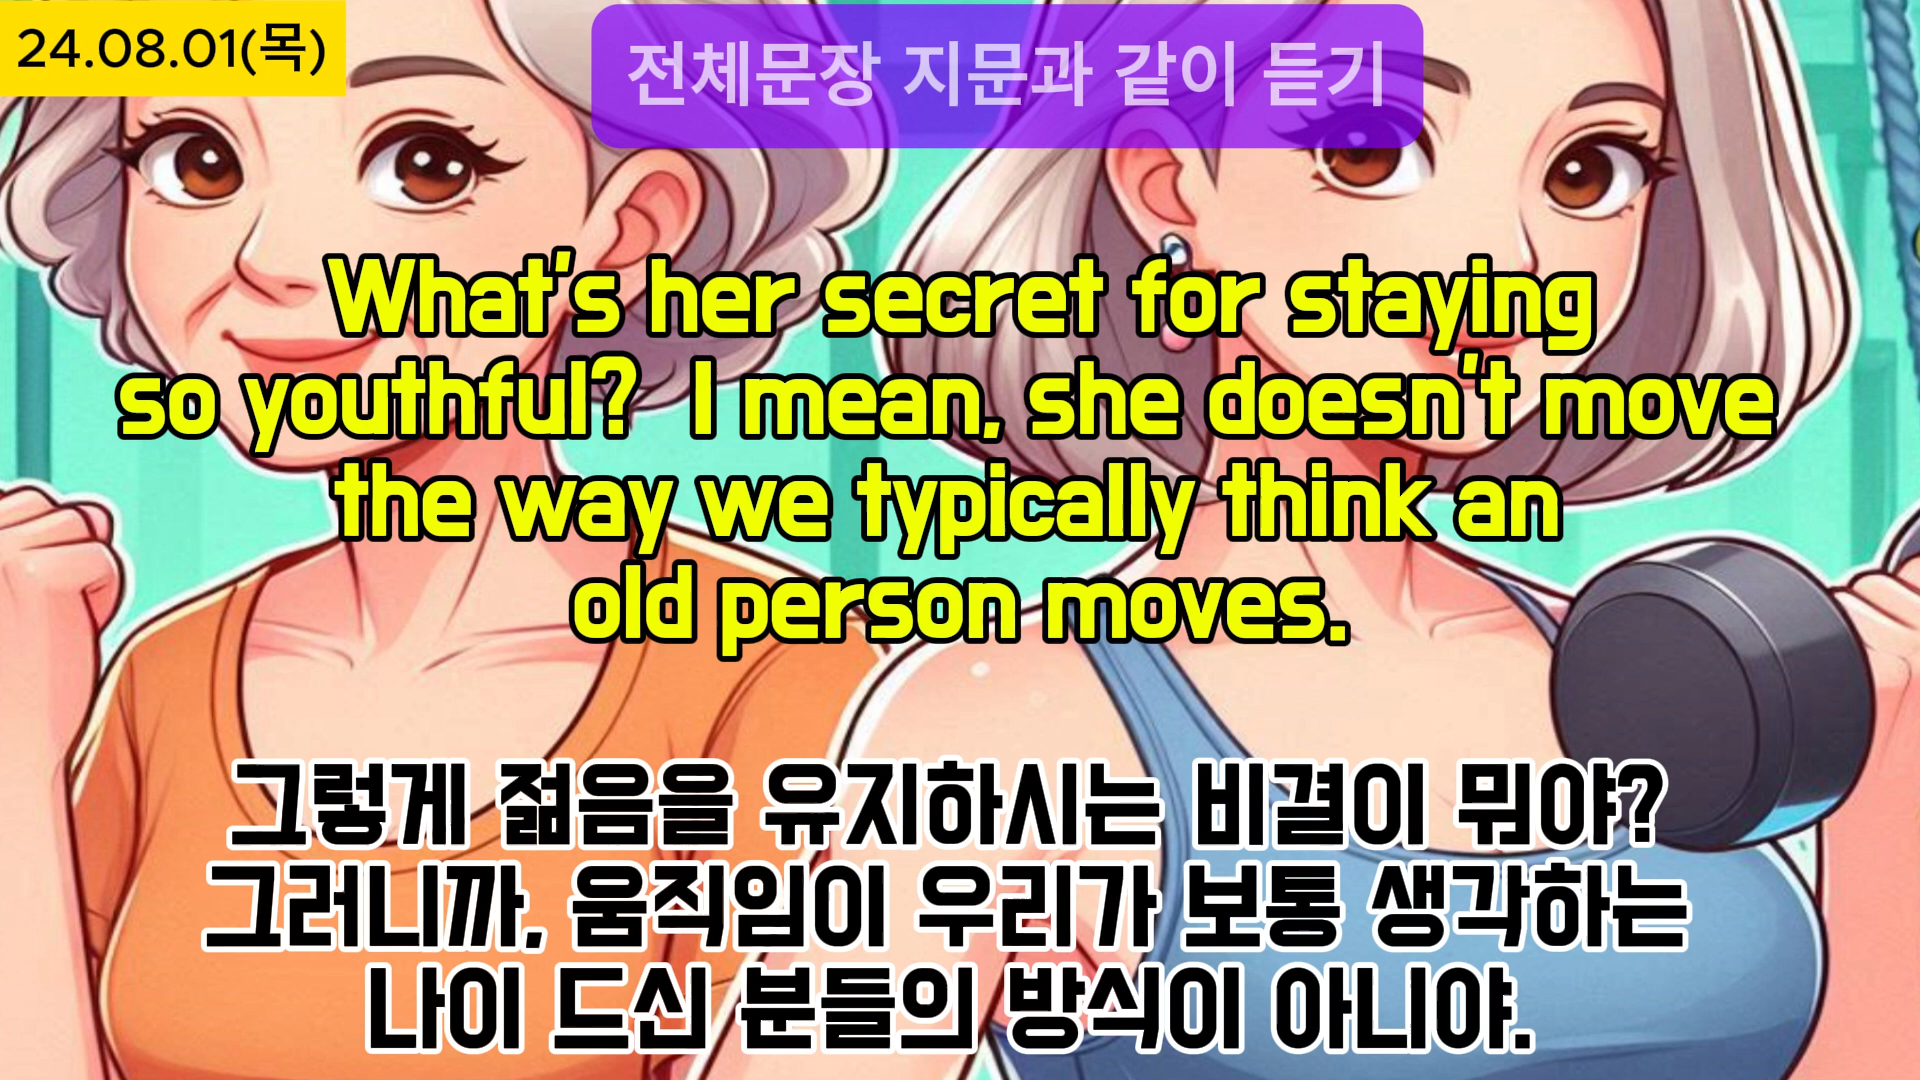 24.08.01(목)
전체문장 지문과 같이 듣기
What's her secret for staying
so youthful? I mean, she doesn't move
the way we typically think an
old person moves.
그렇게 젊음을 유지하시는 비결이 뭐야?
그러니까, 움직임이 우리가 보통 생각하는
나이 드신 분들의 방식이 아니야.